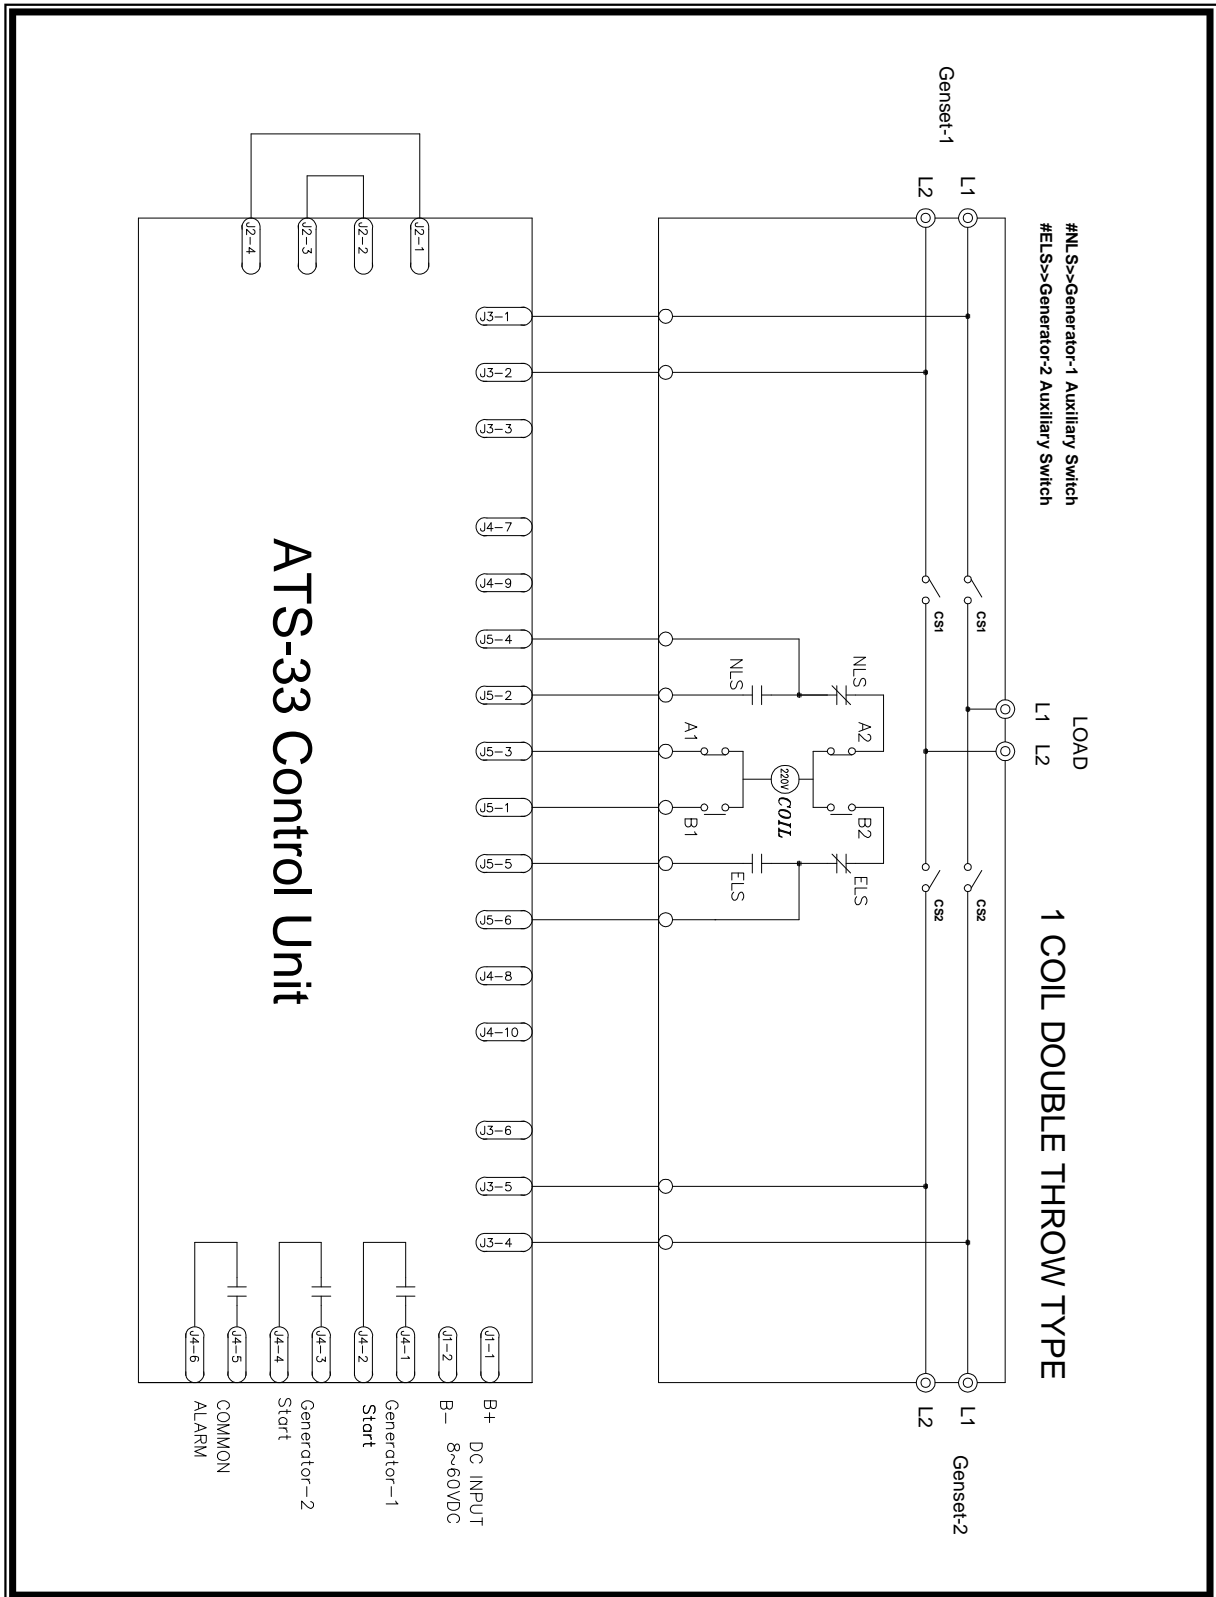 1 COIL DOUBLE THROW TYPE
#NLS>>Generator-1 Auxiliary Switch
#ELS>>Generator-2 Auxiliary Switch
LOAD
L1 L2
Genset-1
L1
L2
CS1
CS1
CS2
CS2
L1
L2
Genset-2
NLS
A2
B2
ELS
220V
COIL
NLS
A1
B1
ELS
J3-1
J3-2
J3-3
J4-7
J4-9
J5-4
J5-2
J5-3
J5-1
J5-5
J5-6
J4-8
J4-10
J3-6
J3-5
J3-4
J2-1
J2-2
J2-3
J2-4
ATS-33 Control Unit
J1-1
B+
DC INPUT
J1-2
B-
8~60VDC
J4-1
J4-2
Generator-1
Start
J4-3
J4-4
Generator-2
Start
J4-5
J4-6
COMMON
ALARM